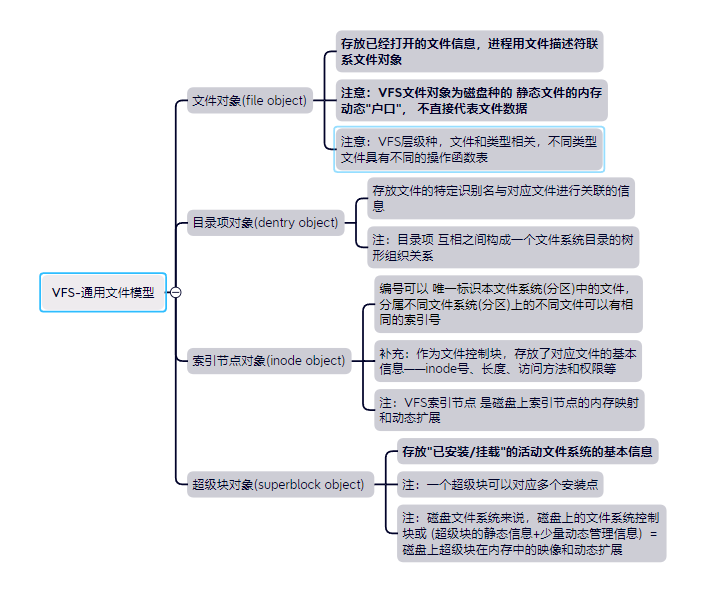 VFS-通用文件模型
文件对象(file object)
存放已经打开的文件信息，进程用文件描述符联
系文件对象
注意：VFS文件对象为磁盘种的 静态文件的内存
动态"户口"， 不直接代表文件数据
注意：VFS层级种，文件和类型相关，不同类型
文件具有不同的操作函数表
目录项对象(dentry object)
存放文件的特定识别名与对应文件进行关联的信
息
注：目录项 互相之间构成一个文件系统目录的树
形组织关系
索引节点对象(inode object)
编号可以 唯一标识本文件系统(分区)中的文件，
分属不同文件系统(分区)上的不同文件可以有相
同的索引号
补充：作为文件控制块，存放了对应文件的基本
信息——inode号、长度、访问方法和权限等
注：VFS索引节点 是磁盘上索引节点的内存映射
和动态扩展
超级块对象(superblock object)
存放"已安装/挂载"的活动文件系统的基本信息
注：一个超级块可以对应多个安装点
注：磁盘文件系统来说，磁盘上的文件系统控制
块或 (超级块的静态信息+少量动态管理信息) =
磁盘上超级块在内存中的映像和动态扩展